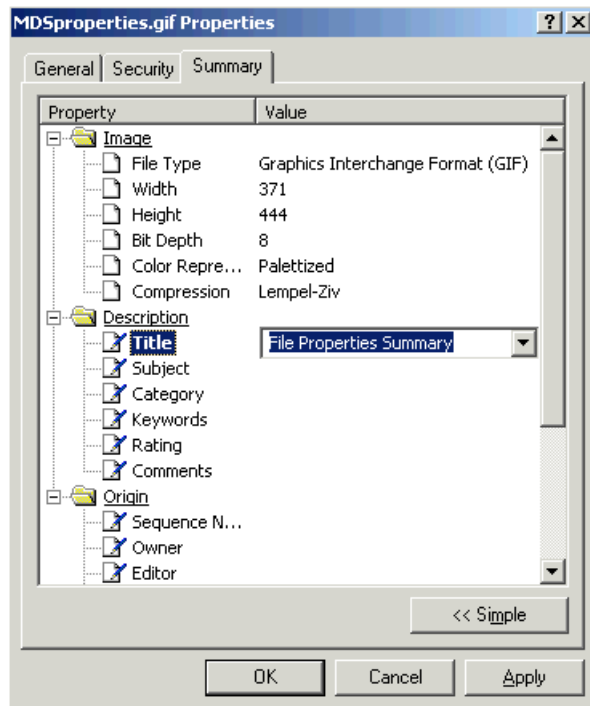 MDSproperties.gif Properties
General Security Summary
Property Value
Image
File Type Graphics Interchange Format (GIF)
Width 371
Height 444
Bit Depth 8
Color Repre... Palettized
Compression Lempel-Ziv
Description
Title File Properties Summary
Subject
Category
Keywords
Rating
Comments
Origin
Sequence N...
Owner
Editor
<< Simple
OK Cancel Apply